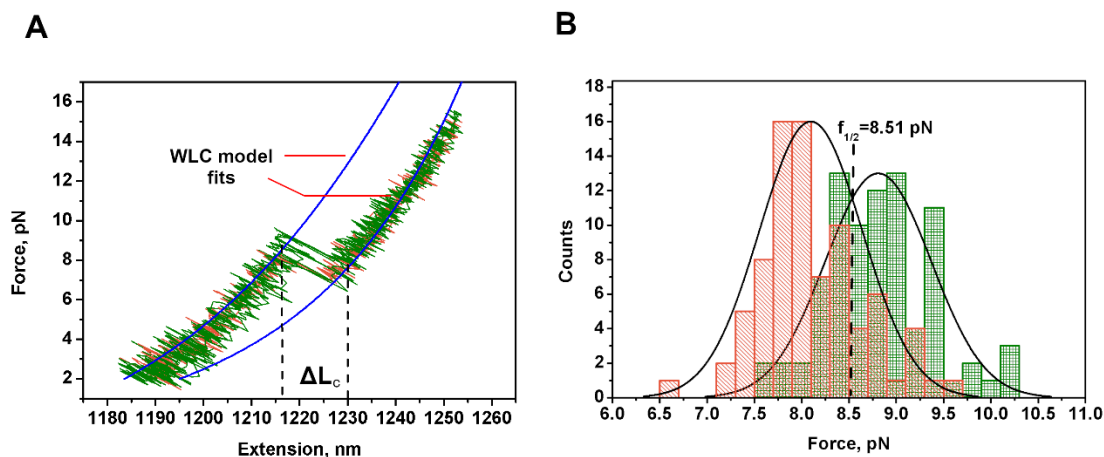 A
Force, pN
16
14
12
10
8
6
4
2
WLC model
fits
ΔLc
1180 1190 1200 1210 1220 1230 1240 1250 1260
Extension, nm
B
Counts
18
16
14
12
10
8
6
4
2
0
f1/2=8.51 pN
6.0 6.5 7.0 7.5 8.0 8.5 9.0 9.5 10.0 10.5 11.0
Force, pN